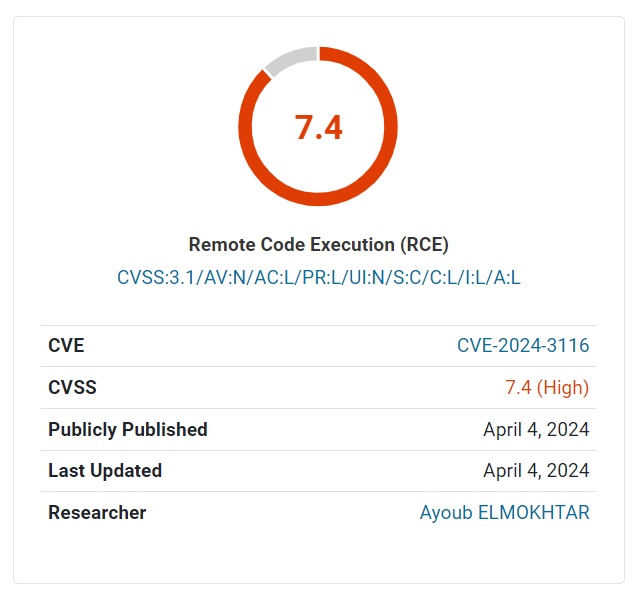 7.4
Remote Code Execution (RCE)
CVSS:3.1/AV:N/AC:L/PR:L/UI:N/S:C/C:L/I:L/A:L
CVE CVE-2024-3116
CVSS 7.4 (High)
Publicly Published April 4, 2024
Last Updated April 4, 2024
Researcher Ayoub ELMOKHTAR